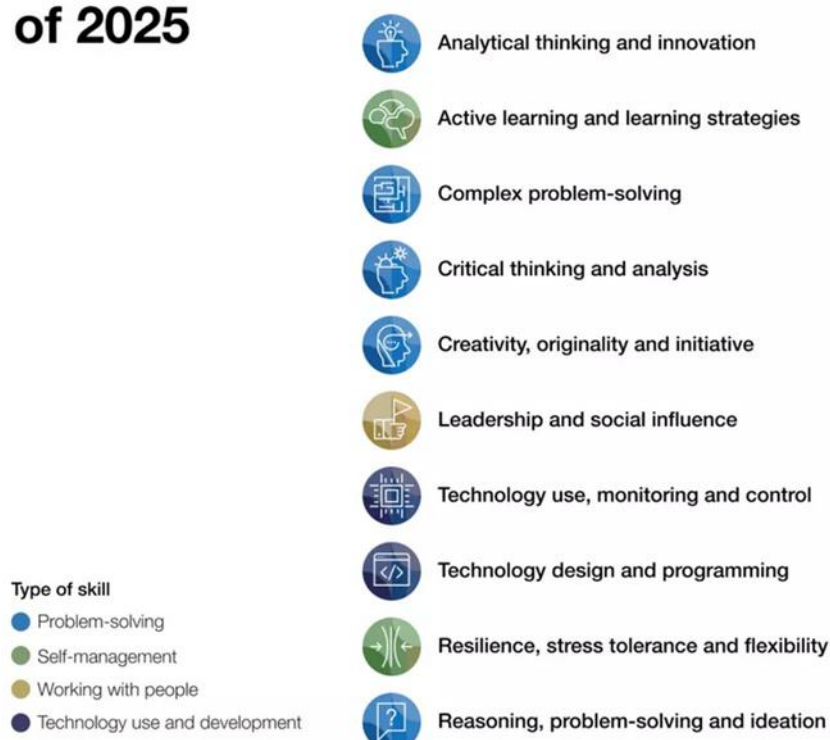 of 2025
Analytical thinking and innovation
Active learning and learning strategies
Complex problem-solving
Critical thinking and analysis
Creativity, originality and initiative
Leadership and social influence
Technology use, monitoring and control
</>
Technology design and programming
Resilience, stress tolerance and flexibility
?
Reasoning, problem-solving and ideation
Type of skill
Problem-solving
Self-management
Working with people
Technology use and development